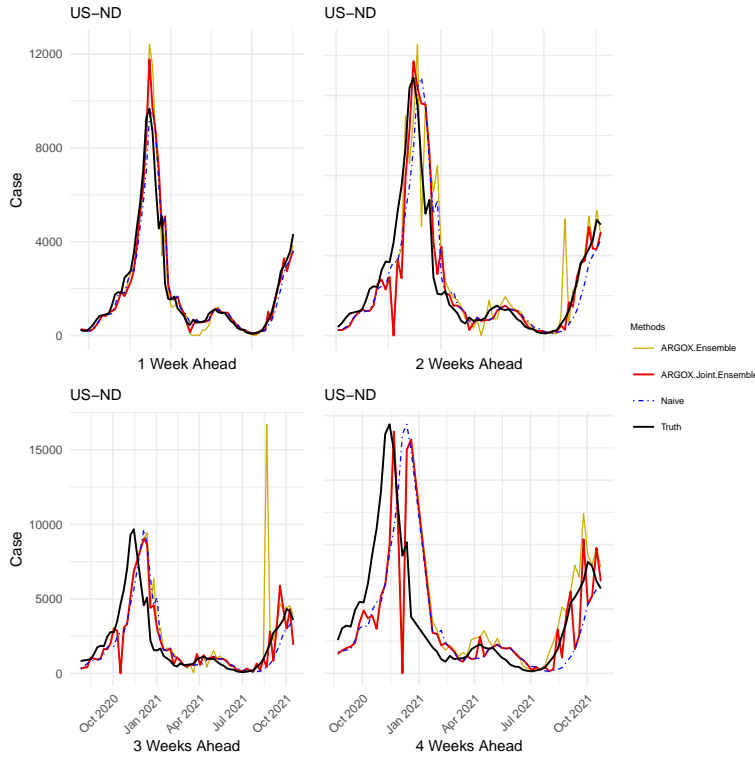 US−ND
US−ND
12000
8000
4000
0
Case
1 Week Ahead
2 Weeks Ahead
Methods
ARGOX.Ensemble
ARGOX.Joint.Ensemble
Naive
Truth
US−ND
US−ND
15000
10000
5000
0
Case
Oct 2020
Jan 2021
Apr 2021
Jul 2021
Oct 2021
Oct 2020
Jan 2021
Apr 2021
Jul 2021
Oct 2021
3 Weeks Ahead
4 Weeks Ahead